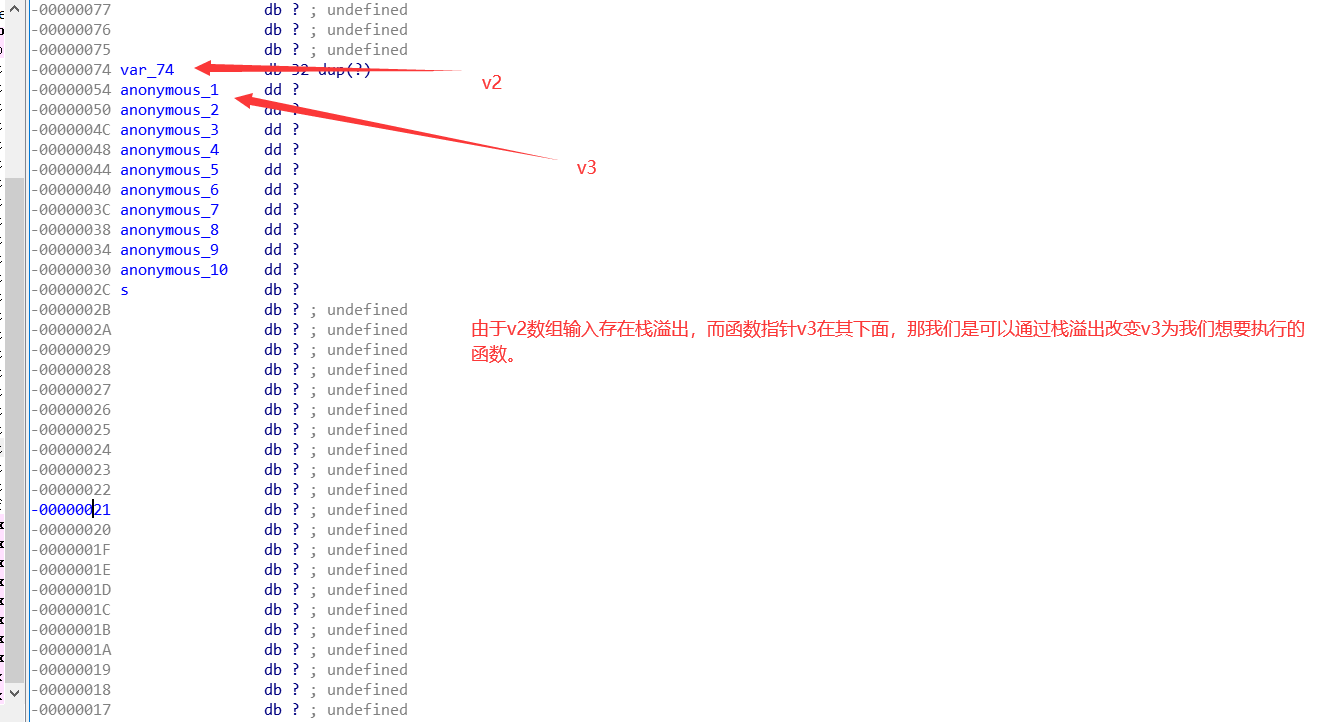 -00000077 db ? ; undefined
-00000076 db ? ; undefined
-00000075 db ? ; undefined
-00000074 var_74 db 32 dup(?)
v2
-00000054 anonymous_1 dd ?
-00000050 anonymous_2 dd ?
-0000004C anonymous_3 dd ?
-00000048 anonymous_4 dd ?
-00000044 anonymous_5 dd ?
v3
-00000040 anonymous_6 dd ?
-0000003C anonymous_7 dd ?
-00000038 anonymous_8 dd ?
-00000034 anonymous_9 dd ?
-00000030 anonymous_10 dd ?
-0000002C s db ?
-0000002B db ? ; undefined
-0000002A db ? ; undefined
由于v2数组输入存在栈溢出，而函数指针v3在其下面，那我们是可以通过栈溢出改变v3为我们想要执行的
函数。
-00000029 db ? ; undefined
-00000028 db ? ; undefined
-00000027 db ? ; undefined
-00000026 db ? ; undefined
-00000025 db ? ; undefined
-00000024 db ? ; undefined
-00000023 db ? ; undefined
-00000022 db ? ; undefined
-00000021 db ? ; undefined
-00000020 db ? ; undefined
-0000001F db ? ; undefined
-0000001E db ? ; undefined
-0000001D db ? ; undefined
-0000001C db ? ; undefined
-0000001B db ? ; undefined
-0000001A db ? ; undefined
-00000019 db ? ; undefined
-00000018 db ? ; undefined
-00000017 db ? ; undefined